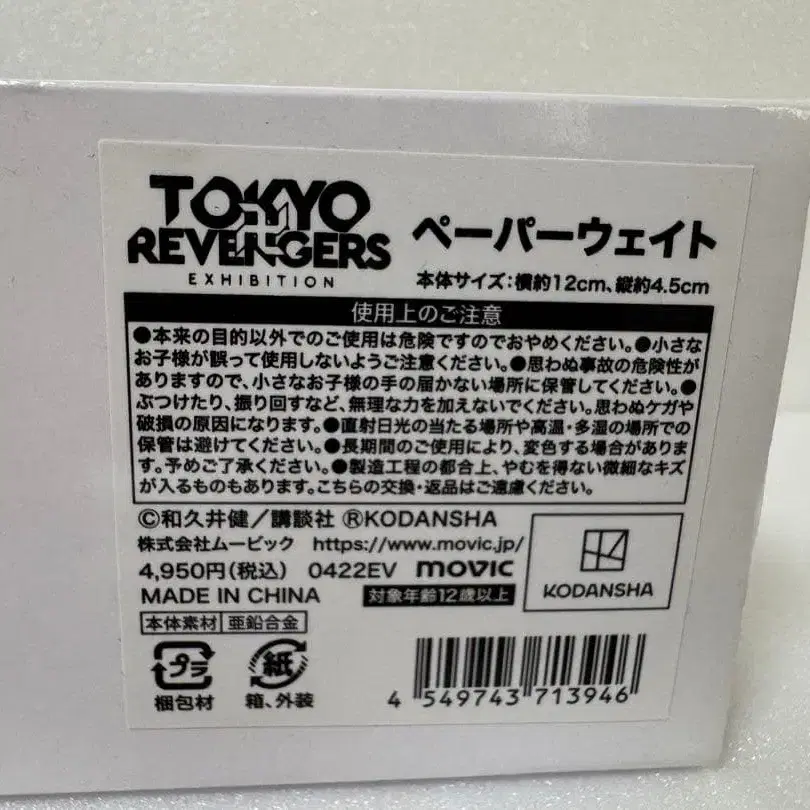 TOKYO
REVENGERS
EXHIBITION
ペーパーウェイト
本体サイズ:横約12cm、縦約4.5cm
使用上のご注意
●本来の目的以外でのご使用は危険ですのでおやめください。●小さな
お子様が誤って使用しないようご注意ください。●思わぬ事故の危険性が
ありますので、小さなお子様の手の届かない場所に保管してください。●
ぶつけたり、振り回すなど、無理な力を加えないでください。思わぬケガや
破損の原因になります。●直射日光の当たる場所や高温・多湿の場所での
保管は避けてください。●長期間のご使用により、変色する場合がありま
す。予めご了承ください。●製造工程の都合上、やむを得ない微細なキズ
が入るものもあります。こちらの交換・返品はご遠慮ください。
©和久井健/講談社 ®KODANSHA
株式会社ムービック https://www.movic.jp/
4,950円(税込) 0422EV movic
MADE IN CHINA 対象年齢12歳以上
KODANSHA
本体素材 亜鉛合金
プラ 紙
梱包材 箱、外装
4 549743 713946